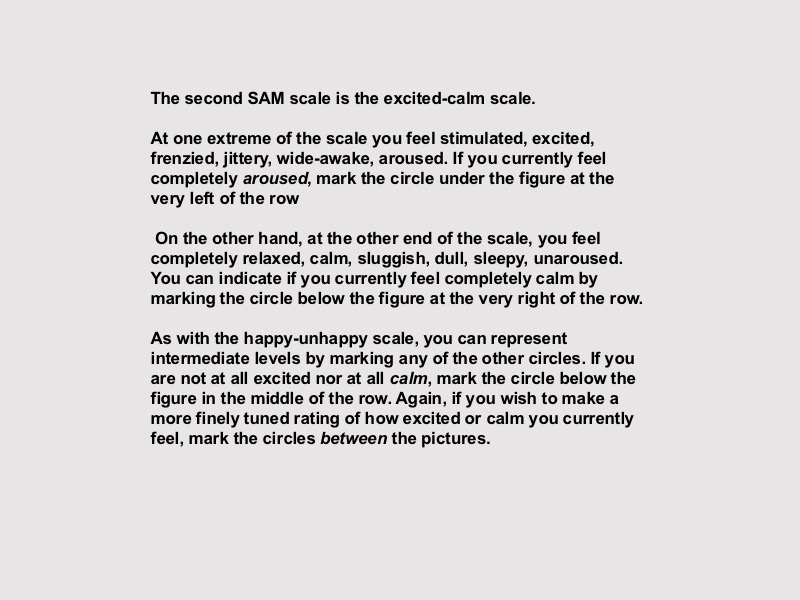 The second SAM scale is the excited-calm scale.
At one extreme of the scale you feel stimulated, excited,
frenzied, jittery, wide-awake, aroused. If you currently feel
completely aroused, mark the circle under the figure at the
very left of the row
On the other hand, at the other end of the scale, you feel
completely relaxed, calm, sluggish, dull, sleepy, unaroused.
You can indicate if you currently feel completely calm by
marking the circle below the figure at the very right of the row.
As with the happy-unhappy scale, you can represent
intermediate levels by marking any of the other circles. If you
are not at all excited nor at all calm, mark the circle below the
figure in the middle of the row. Again, if you wish to make a
more finely tuned rating of how excited or calm you currently
feel, mark the circles between the pictures.